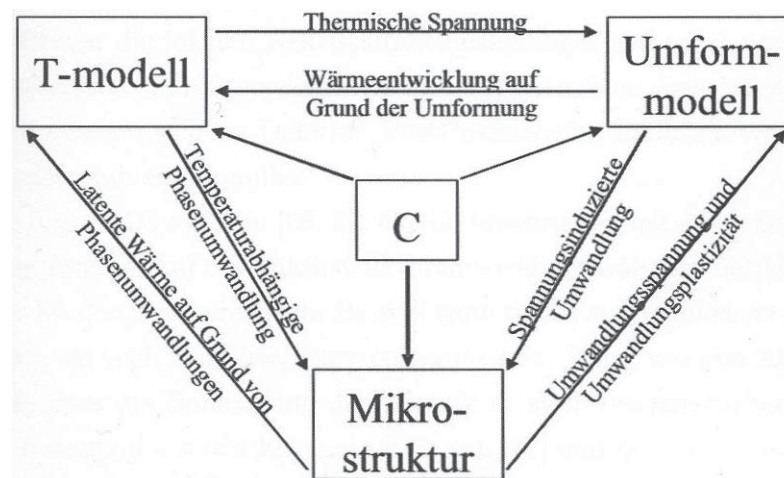 Thermische Spannung
T-modell
Umform-
modell
Wärmeentwicklung auf
Grund der Umformung
C
Temperaturabhängige
Phasenunwandlung
Latente Wärme auf Grund von
Phasenumwandlungen
Spannungsinduzierte
Umwandlung
Umwandlungsspannung und
Umwandlungsplastizität
Mikro-
struktur